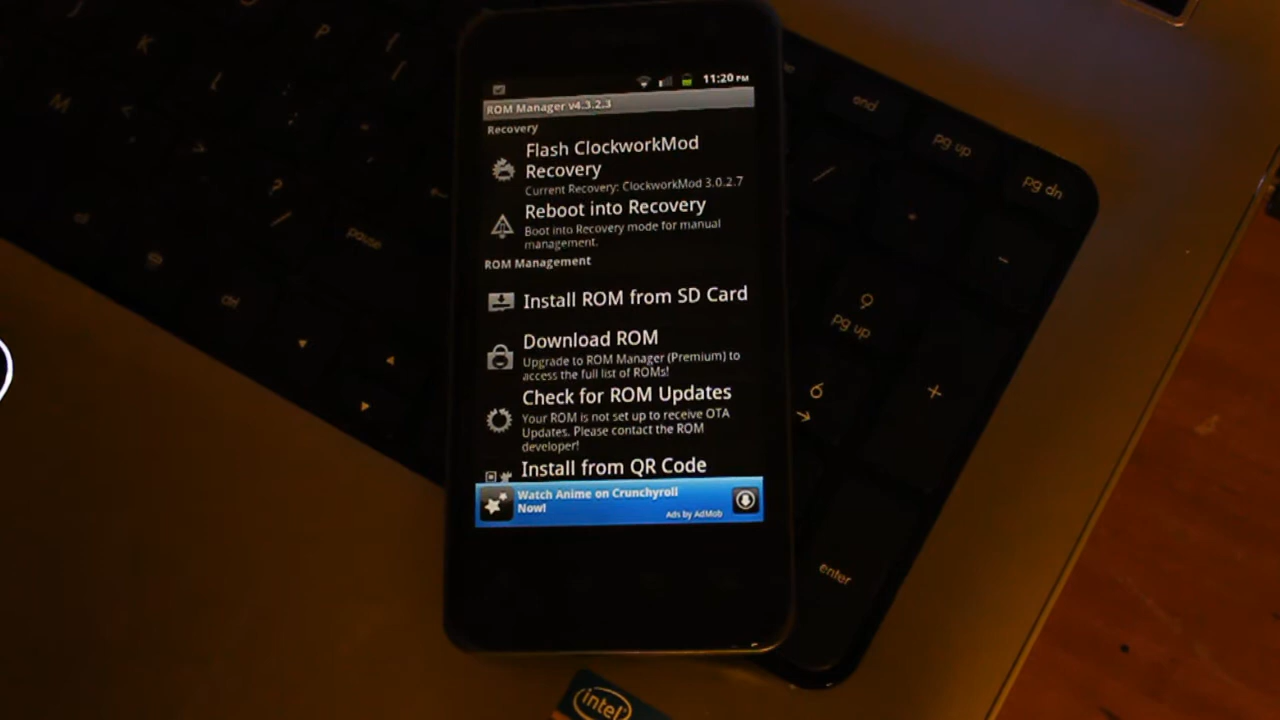 11:20 PM
ROM Manager v4.3.2.3
Recovery
Flash ClockworkMod
Recovery
Current Recovery: ClockworkMod 3.0.2.7
Reboot into Recovery
Boot into Recovery mode for manual
management.
ROM Management
Install ROM from SD Card
Download ROM
Upgrade to ROM Manager (Premium) to
access the full list of ROMs!
Check for ROM Updates
Your ROM is not set up to receive OTA
Updates. Please contact the ROM
developer!
Install from QR Code
Watch Anime on Crunchyroll
Now!
Ads by AdMob
K
P
L
M
?
/
pause
ctrl
end
pg up
pg dn
/
-
9
pg up
6
+
enter
intel